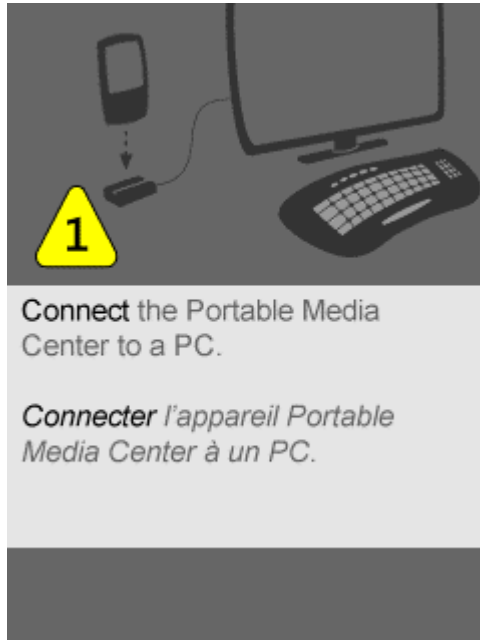 1
Connect the Portable Media
Center to a PC.
Connecter l'appareil Portable
Media Center à un PC.